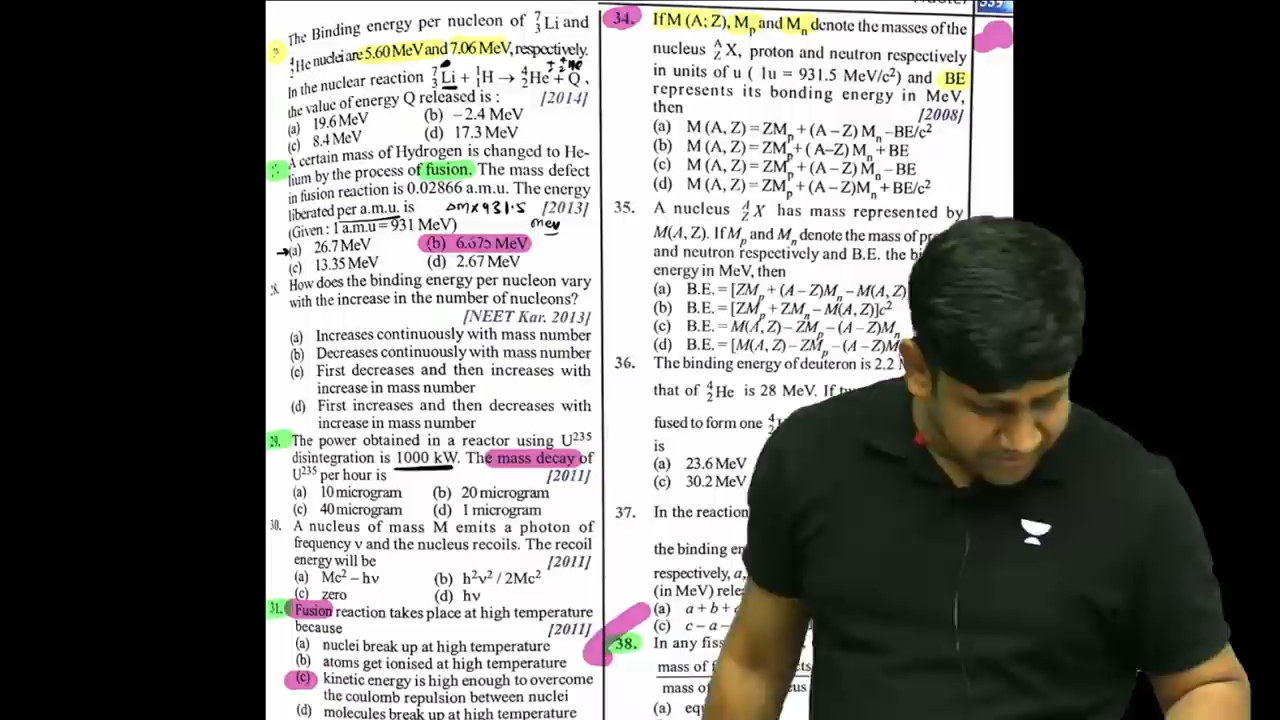 The Binding energy per nucleon of ⁷₃Li and
⁴₂He nuclei are 5.60 MeV and 7.06 MeV, respectively.
In the nuclear reaction ⁷₃Li + ¹₁H → ⁴₂He + Q,
the value of energy Q released is : [2014]
(a) 19.6 MeV (b) − 2.4 MeV
(c) 8.4 MeV (d) 17.3 MeV
A certain mass of Hydrogen is changed to He-
lium by the process of fusion. The mass defect
in fusion reaction is 0.02866 a.m.u. The energy
liberated per a.m.u. is ΔM×931.5 [2013]
(Given : 1 a.m.u = 931 MeV) Mev
(a) 26.7 MeV (b) 6.675 MeV
(c) 13.35 MeV (d) 2.67 MeV
How does the binding energy per nucleon vary
with the increase in the number of nucleons?
[NEET Kar. 2013]
(a) Increases continuously with mass number
(b) Decreases continuously with mass number
(c) First decreases and then increases with
increase in mass number
(d) First increases and then decreases with
increase in mass number
29. The power obtained in a reactor using U²³⁵
disintegration is 1000 kW. The mass decay of
U²³⁵ per hour is [2011]
(a) 10 microgram (b) 20 microgram
(c) 40 microgram (d) 1 microgram
30. A nucleus of mass M emits a photon of
frequency ν and the nucleus recoils. The recoil
energy will be [2011]
(a) Mc² − hν (b) h²ν² / 2Mc²
(c) zero (d) hν
31. Fusion reaction takes place at high temperature
because [2011]
(a) nuclei break up at high temperature
(b) atoms get ionised at high temperature
(c) kinetic energy is high enough to overcome
the coulomb repulsion between nuclei
(d) molecules break up at high temperature
34. If M (A; Z), Mp and Mn denote the masses of the
nucleus ᴬ_Z X, proton and neutron respectively
in units of u ( 1u = 931.5 MeV/c²) and BE
represents its bonding energy in MeV,
then [2008]
(a) M (A, Z) = ZMp + (A − Z) Mn − BE/c²
(b) M (A, Z) = ZMp + (A−Z) Mn + BE
(c) M (A, Z) = ZMp + (A − Z) Mn − BE
(d) M (A, Z) = ZMp + (A − Z)Mn + BE/c²
35. A nucleus ᴬ_Z X has mass represented by
M(A, Z). If Mp and Mn denote the mass of
and neutron respectively and B.E. the
energy in MeV, then
(a) B.E. = [ZMp + (A − Z)Mn − M(A, Z)
(b) B.E. = [ZMp + ZMn − M(A, Z)]c²
(c) B.E. = M(A, Z) − ZMp − (A − Z)Mn
(d) B.E. = [M(A, Z) − ZMp − (A − Z)M
36. The binding energy of deuteron is 2.2
that of ⁴₂He is 28 MeV. If
fused to form one ⁴₂
is
(a) 23.6 MeV
(c) 30.2 MeV
37. In the reaction
the binding
respectively, a,
(in MeV)
(a) a + b +
(c) c − a −
38. In any
mass of
mass of
(a)